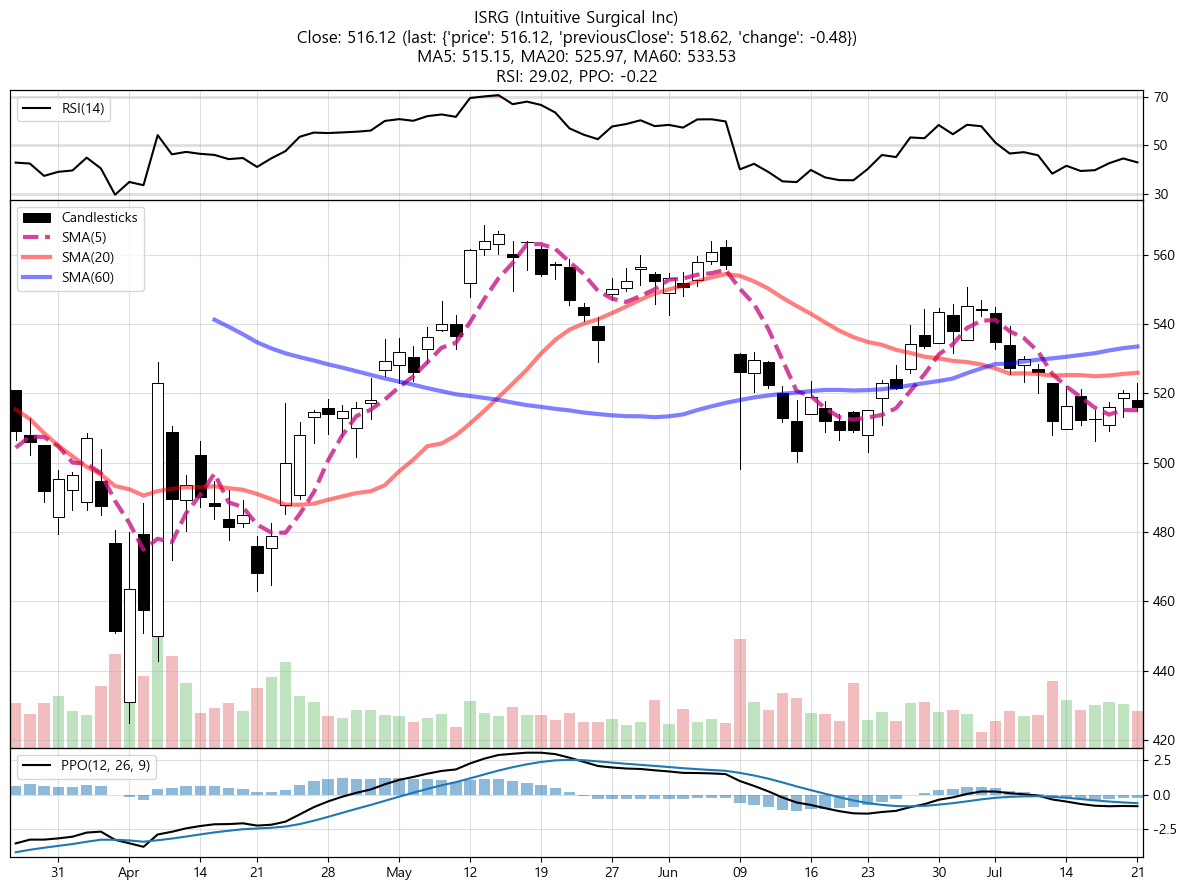 ISRG (Intuitive Surgical Inc)
Close: 516.12 (last: {'price': 516.12, 'previousClose': 518.62, 'change': -0.48})
MA5: 515.15, MA20: 525.97, MA60: 533.53
RSI: 29.02, PPO: -0.22
RSI(14)
70
50
30
Candlesticks
SMA(5)
SMA(20)
SMA(60)
560
540
520
500
480
460
440
420
PPO(12, 26, 9)
2.5
0.0
−2.5
31 Apr 14 21 28 May 12 19 27 Jun 09 16 23 30 Jul 14 21